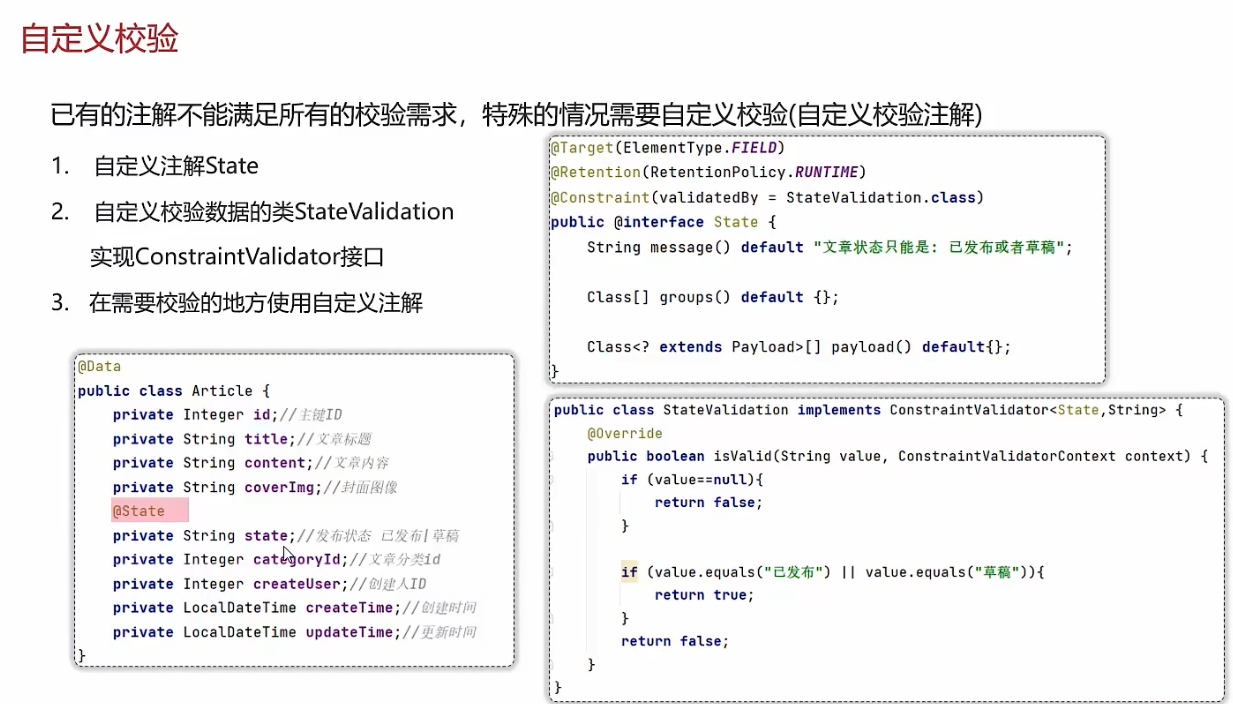 自定义校验
已有的注解不能满足所有的校验需求，特殊的情况需要自定义校验(自定义校验注解)
1. 自定义注解State
2. 自定义校验数据的类StateValidation
实现ConstraintValidator接口
3. 在需要校验的地方使用自定义注解
@Target(ElementType.FIELD)
@Retention(RetentionPolicy.RUNTIME)
@Constraint(validatedBy = StateValidation.class)
public @interface State {
String message() default "文章状态只能是: 已发布或者草稿";
Class[] groups() default {};
Class<? extends Payload>[] payload() default{};
}
@Data
public class Article {
private Integer id;//主键ID
private String title;//文章标题
private String content;//文章内容
private String coverImg;//封面图像
@State
private String state;//发布状态 已发布|草稿
private Integer categoryId;//文章分类id
private Integer createUser;//创建人ID
private LocalDateTime createTime;//创建时间
private LocalDateTime updateTime;//更新时间
}
public class StateValidation implements ConstraintValidator<State,String> {
@Override
public boolean isValid(String value, ConstraintValidatorContext context) {
if (value==null){
return false;
}
if (value.equals("已发布") || value.equals("草稿")){
return true;
}
return false;
}
}